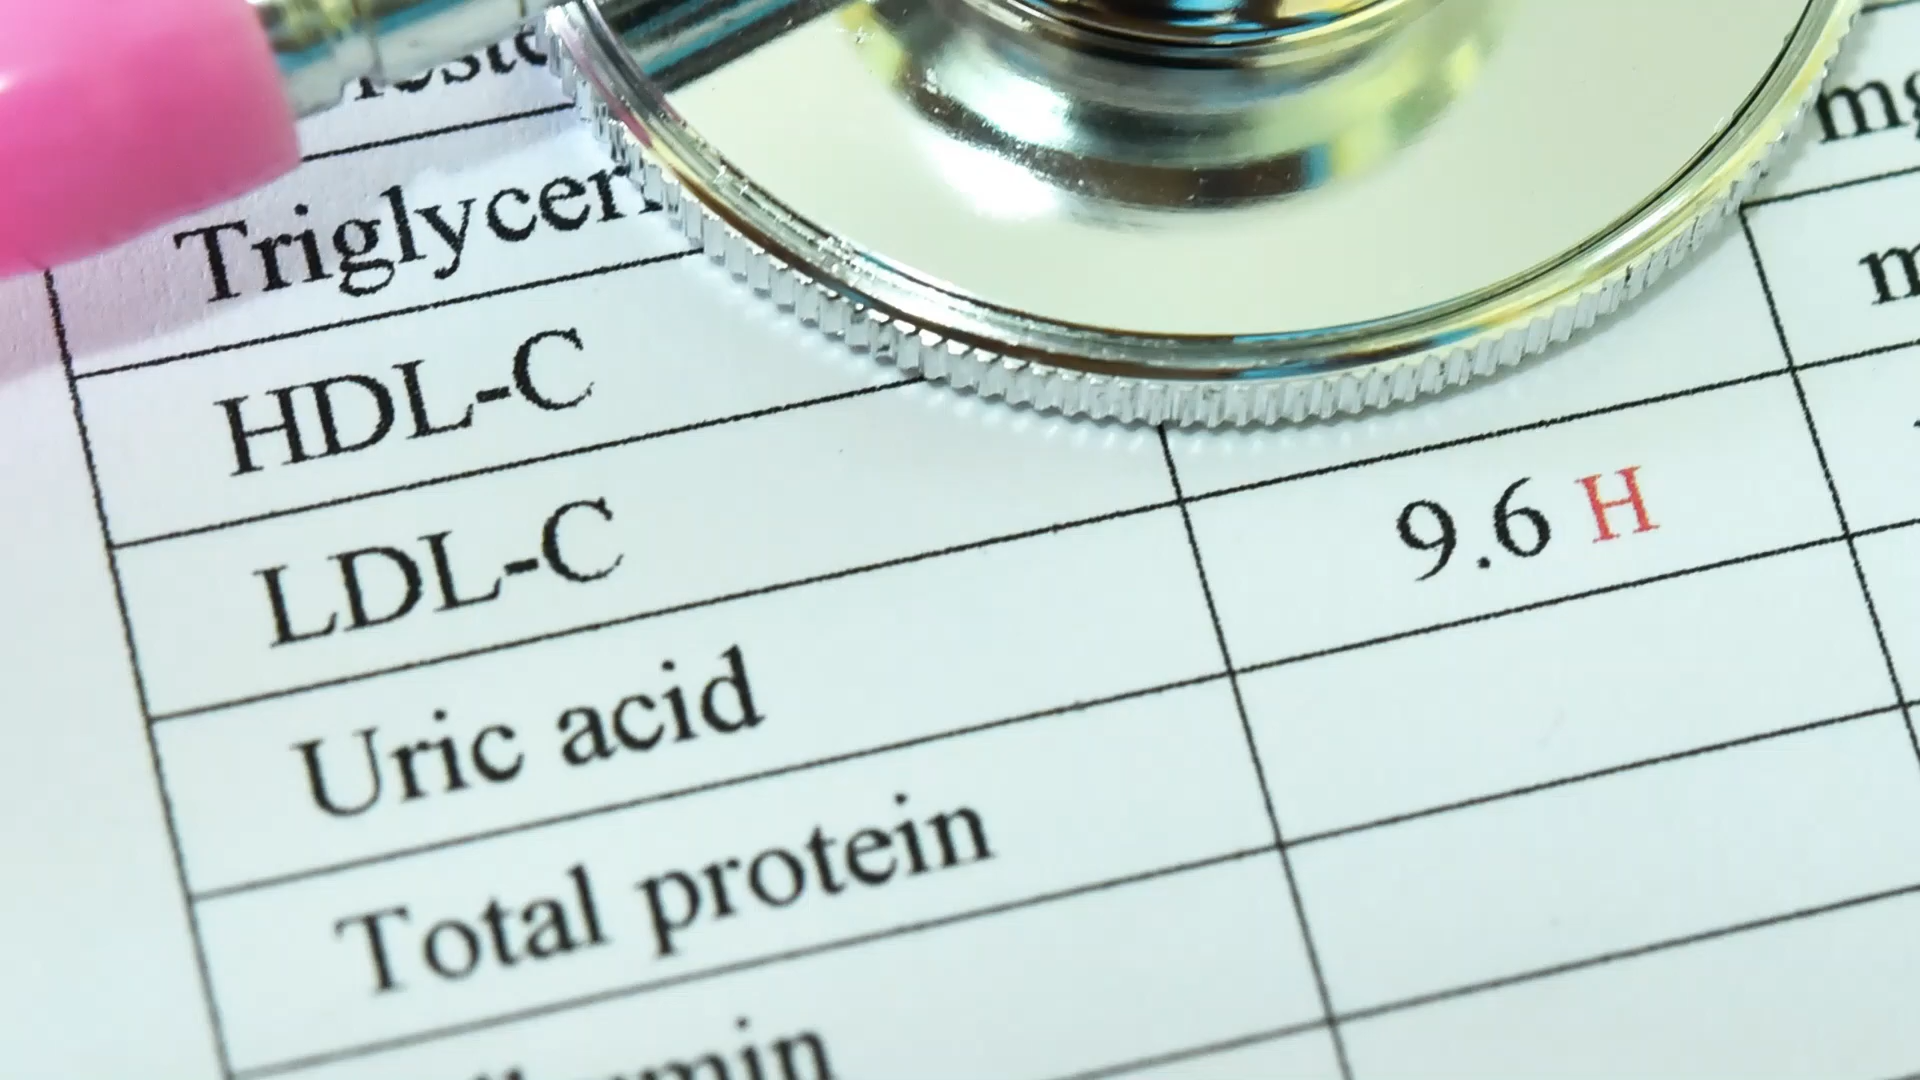 Triglycer
HDL-C
LDL-C
Uric acid 9.6 H
Total protein